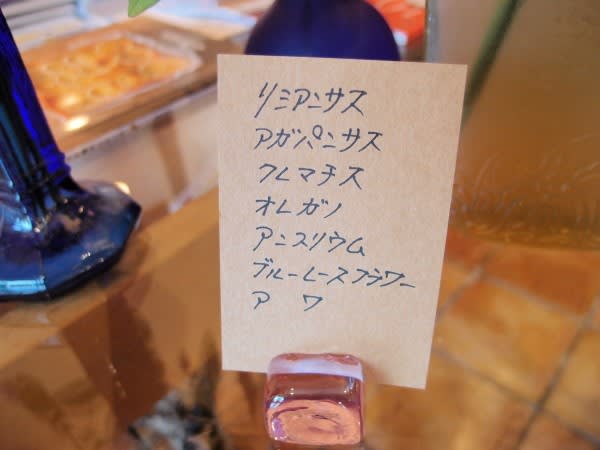 リミアンサス
アガパンサス
クレマチス
オレガノ
アンスリウム
ブルーレースフラワー
ア ワ